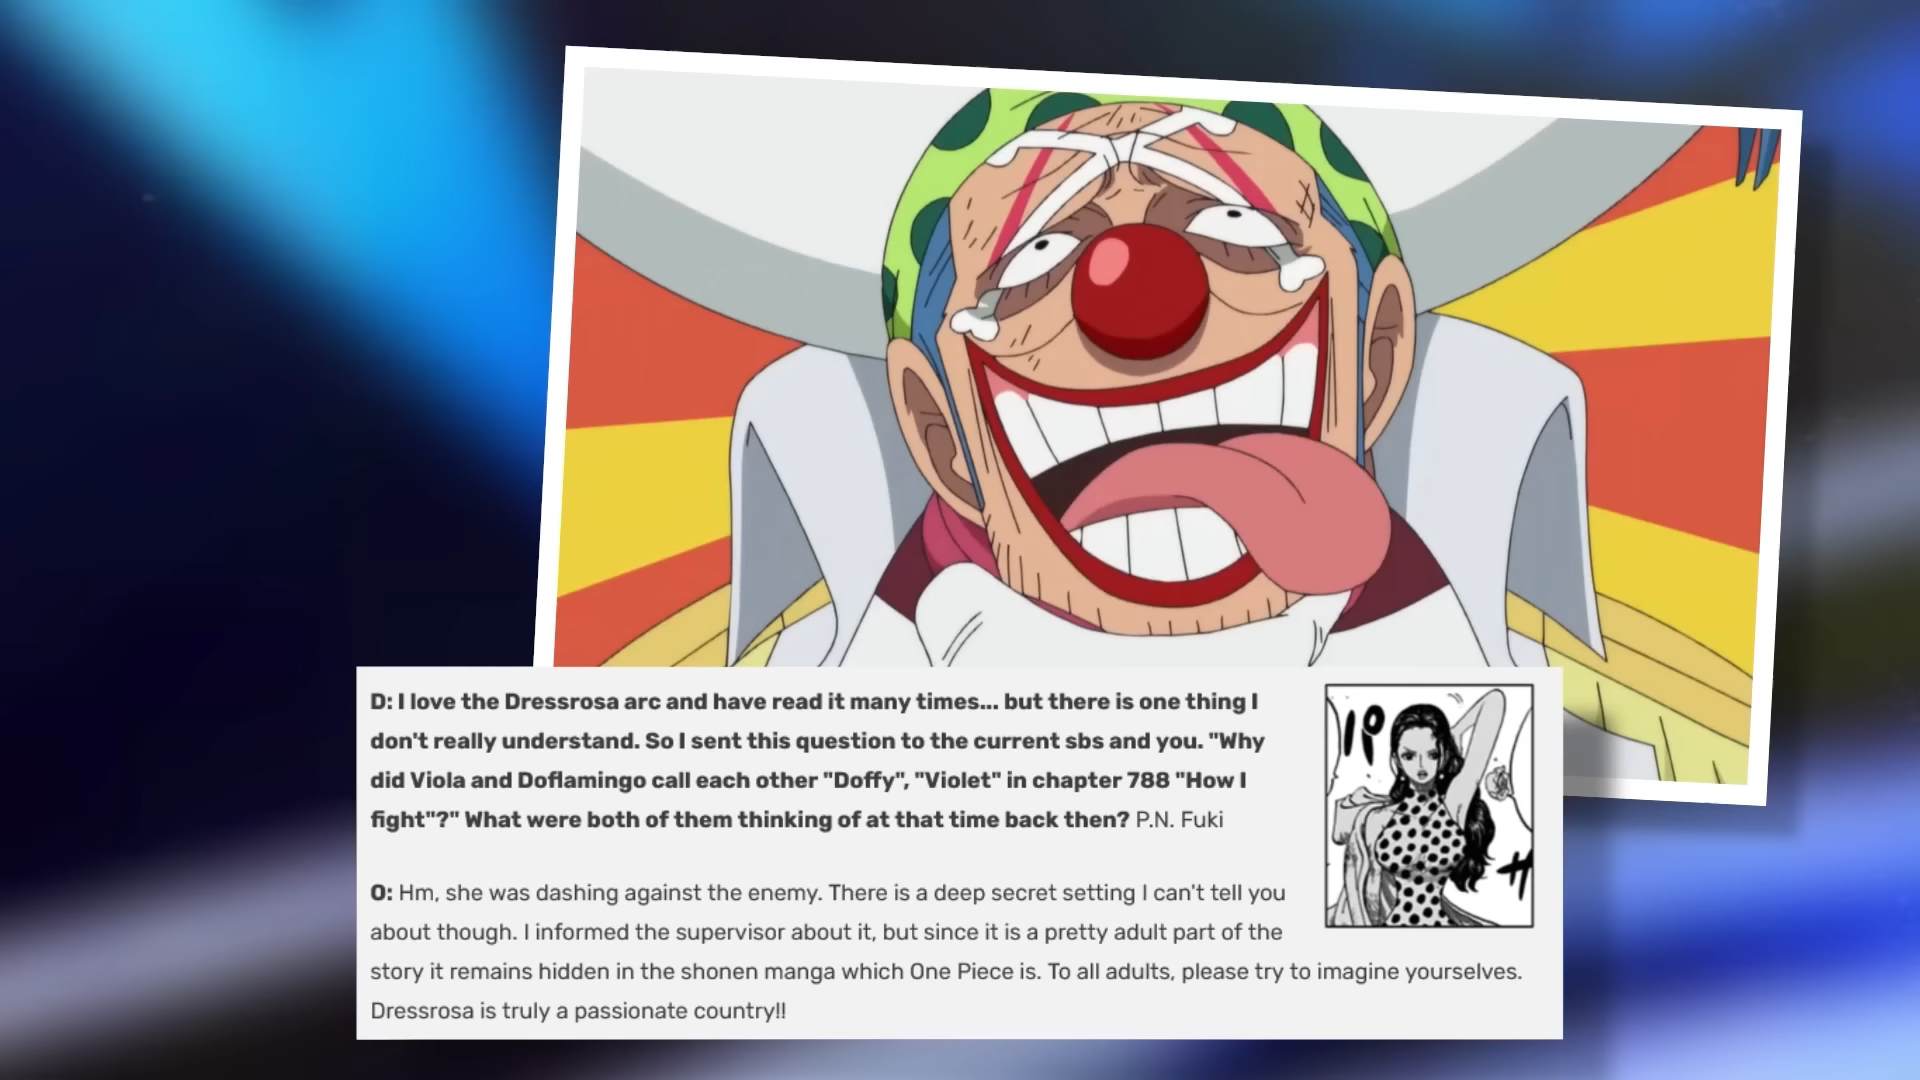 D: I love the Dressrosa arc and have read it many times... but there is one thing I
don't really understand. So I sent this question to the current sbs and you. "Why
did Viola and Doflamingo call each other "Doffy", "Violet" in chapter 788 "How I
fight"?" What were both of them thinking of at that time back then? P.N. Fuki
O: Hm, she was dashing against the enemy. There is a deep secret setting I can't tell you
about though. I informed the supervisor about it, but since it is a pretty adult part of the
story it remains hidden in the shonen manga which One Piece is. To all adults, please try to imagine yourselves.
Dressrosa is truly a passionate country!!